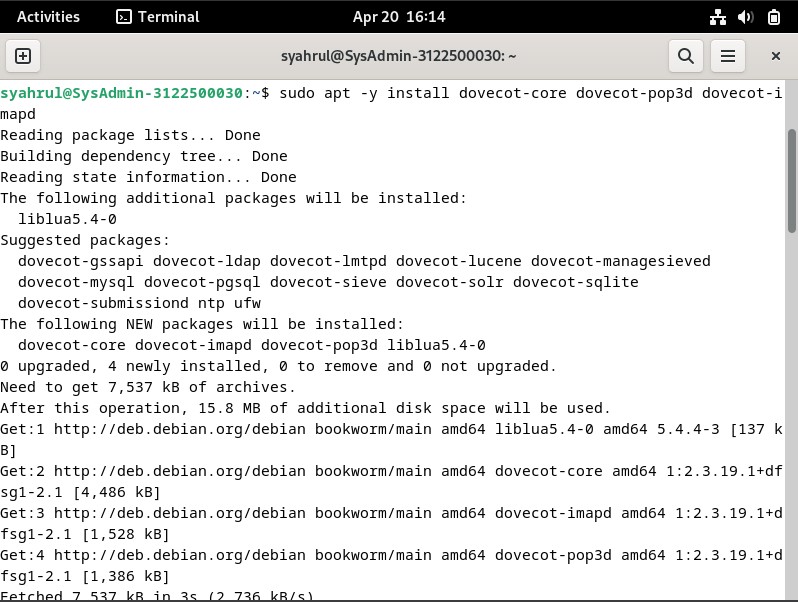 Activities Terminal Apr 20 16:14
syahrul@SysAdmin-3122500030: ~
syahrul@SysAdmin-3122500030:~$ sudo apt -y install dovecot-core dovecot-pop3d dovecot-i
mapd
Reading package lists... Done
Building dependency tree... Done
Reading state information... Done
The following additional packages will be installed:
  liblua5.4-0
Suggested packages:
  dovecot-gssapi dovecot-ldap dovecot-lmtpd dovecot-lucene dovecot-managesieved
  dovecot-mysql dovecot-pgsql dovecot-sieve dovecot-solr dovecot-sqlite
  dovecot-submissiond ntp ufw
The following NEW packages will be installed:
  dovecot-core dovecot-imapd dovecot-pop3d liblua5.4-0
0 upgraded, 4 newly installed, 0 to remove and 0 not upgraded.
Need to get 7,537 kB of archives.
After this operation, 15.8 MB of additional disk space will be used.
Get:1 http://deb.debian.org/debian bookworm/main amd64 liblua5.4-0 amd64 5.4.4-3 [137 k
B]
Get:2 http://deb.debian.org/debian bookworm/main amd64 dovecot-core amd64 1:2.3.19.1+df
sg1-2.1 [4,486 kB]
Get:3 http://deb.debian.org/debian bookworm/main amd64 dovecot-imapd amd64 1:2.3.19.1+d
fsg1-2.1 [1,528 kB]
Get:4 http://deb.debian.org/debian bookworm/main amd64 dovecot-pop3d amd64 1:2.3.19.1+d
fsg1-2.1 [1,386 kB]
Fetched 7,537 kB in 3s (2,736 kB/s)